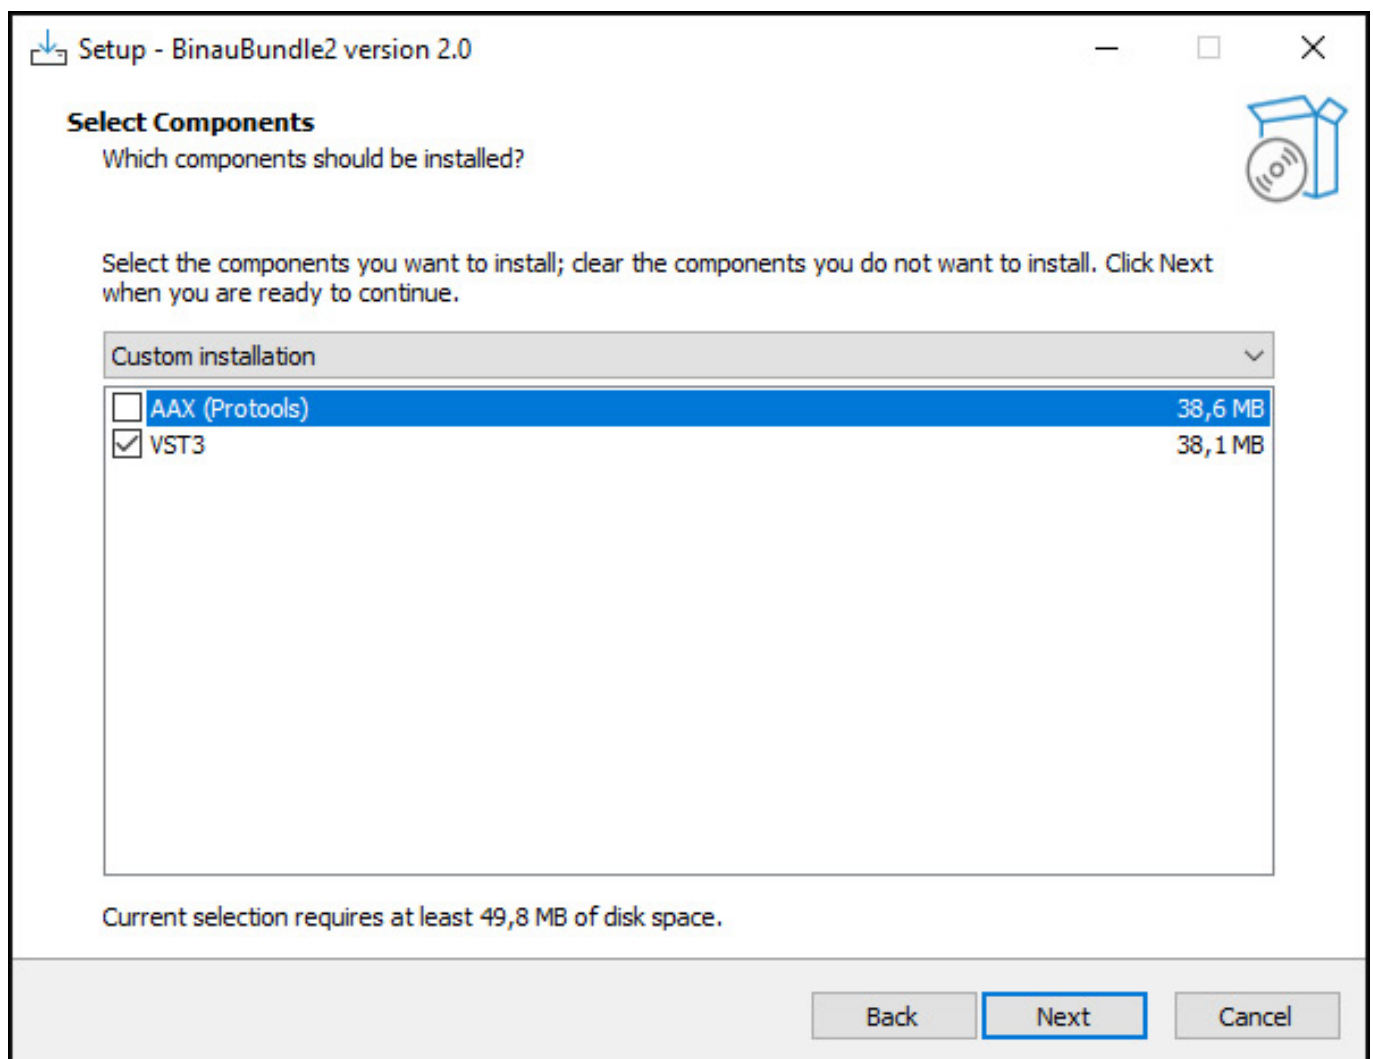 Setup - BinauBundle2 version 2.0
Select Components
Which components should be installed?
Select the components you want to install; clear the components you do not want to install. Click Next
when you are ready to continue.
Custom installation
AAX (Protools) 38,6 MB
VST3 38,1 MB
Current selection requires at least 49,8 MB of disk space.
Back Next Cancel